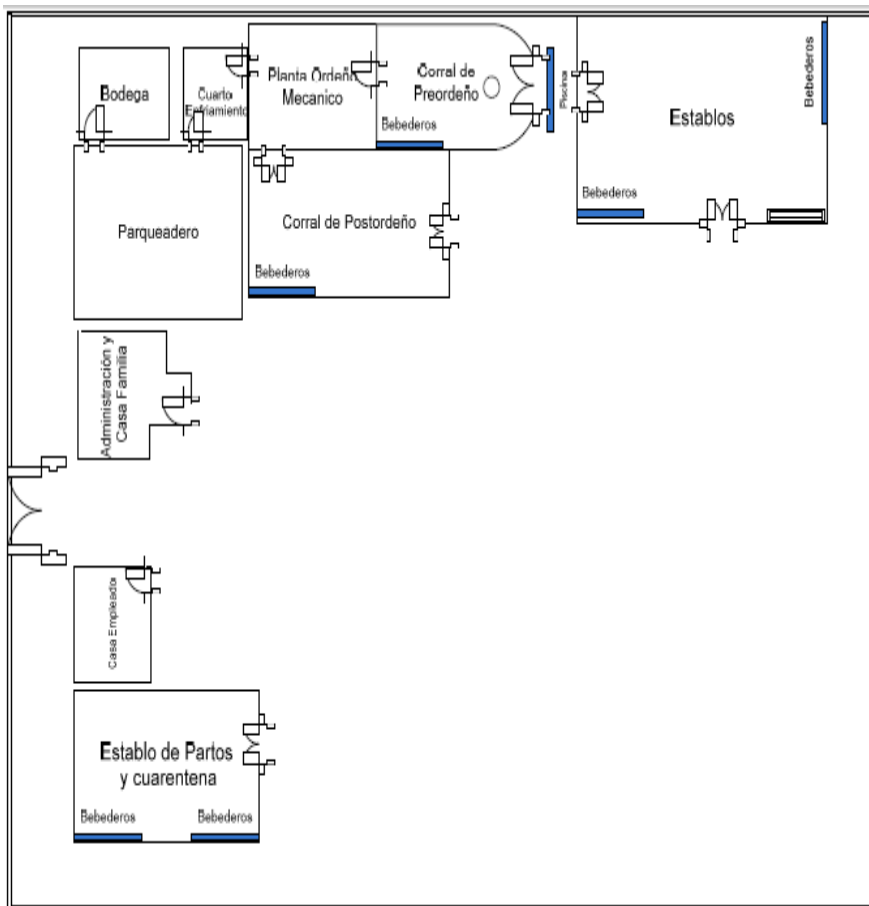 Bodega
Cuarto
Enfriamiento
Planta Ordeño
Mecanico
Corral de
Preordeño
Bebederos
Piscina
Establos
Bebederos
Bebederos
Parqueadero
Corral de Postordeño
Bebederos
Administración y
Casa Familia
Casa Empleado
Establo de Partos
y cuarentena
Bebederos
Bebederos